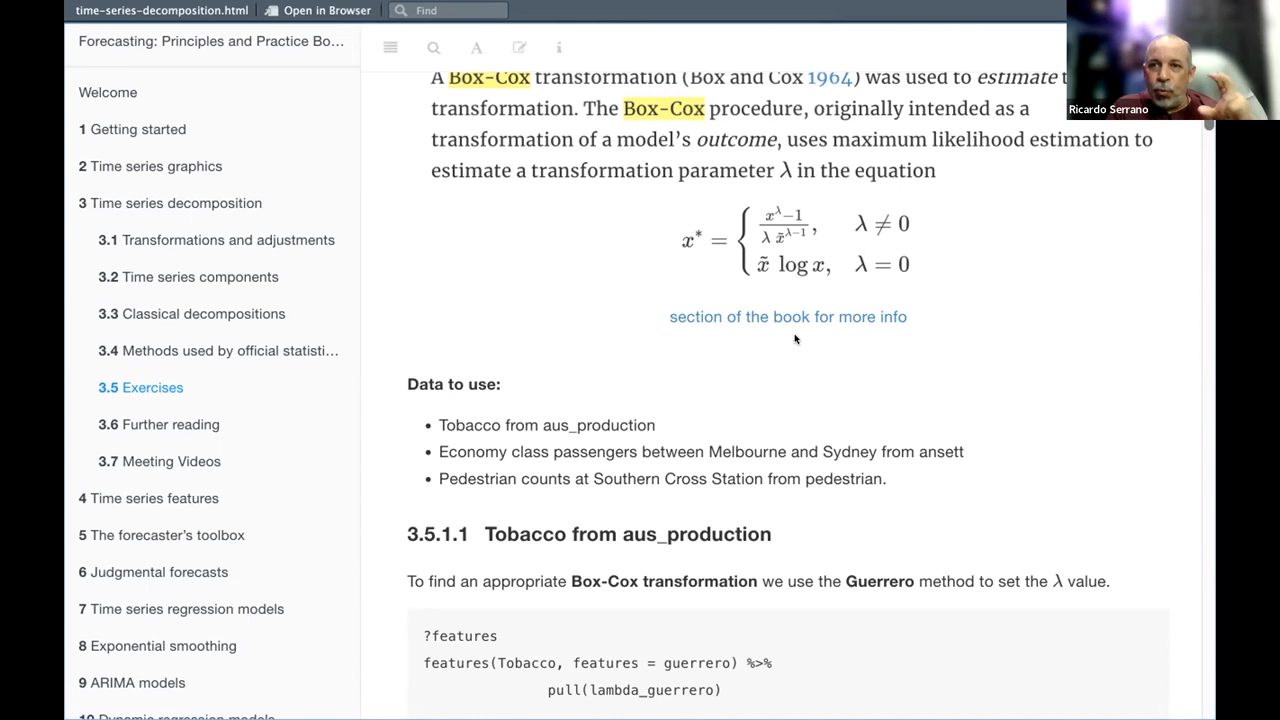 time-series-decomposition.html Open in Browser Find
Ricardo Serrano
Forecasting: Principles and Practice Bo…
Welcome
1 Getting started
2 Time series graphics
3 Time series decomposition
3.1 Transformations and adjustments
3.2 Time series components
3.3 Classical decompositions
3.4 Methods used by official statisti…
3.5 Exercises
3.6 Further reading
3.7 Meeting Videos
4 Time series features
5 The forecaster's toolbox
6 Judgmental forecasts
7 Time series regression models
8 Exponential smoothing
9 ARIMA models
10 Dynamic regression models
A Box-Cox transformation (Box and Cox 1964) was used to estimate
transformation. The Box-Cox procedure, originally intended as a
transformation of a model's outcome, uses maximum likelihood estimation to
estimate a transformation parameter λ in the equation
x* = { (x^λ−1)/(λ x̃^(λ−1)), λ ≠ 0
x̃ log x, λ = 0
section of the book for more info
Data to use:
• Tobacco from aus_production
• Economy class passengers between Melbourne and Sydney from ansett
• Pedestrian counts at Southern Cross Station from pedestrian.
3.5.1.1 Tobacco from aus_production
To find an appropriate Box-Cox transformation we use the Guerrero method to set the λ value.
?features
features(Tobacco, features = guerrero) %>%
pull(lambda_guerrero)